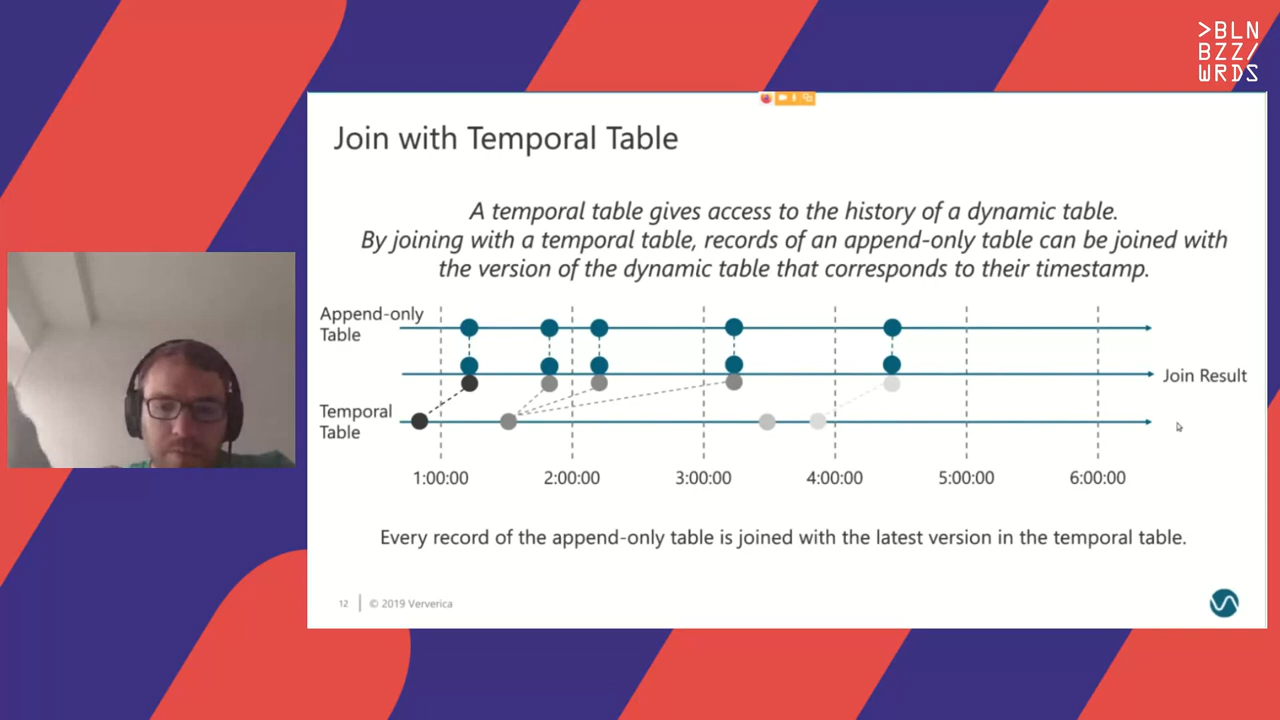 >BLN
BZZ/
WRDS
Join with Temporal Table
A temporal table gives access to the history of a dynamic table.
By joining with a temporal table, records of an append-only table can be joined with
the version of the dynamic table that corresponds to their timestamp.
Append-only
Table
Join Result
Temporal
Table
1:00:00
2:00:00
3:00:00
4:00:00
5:00:00
6:00:00
Every record of the append-only table is joined with the latest version in the temporal table.
12
© 2019 Ververica